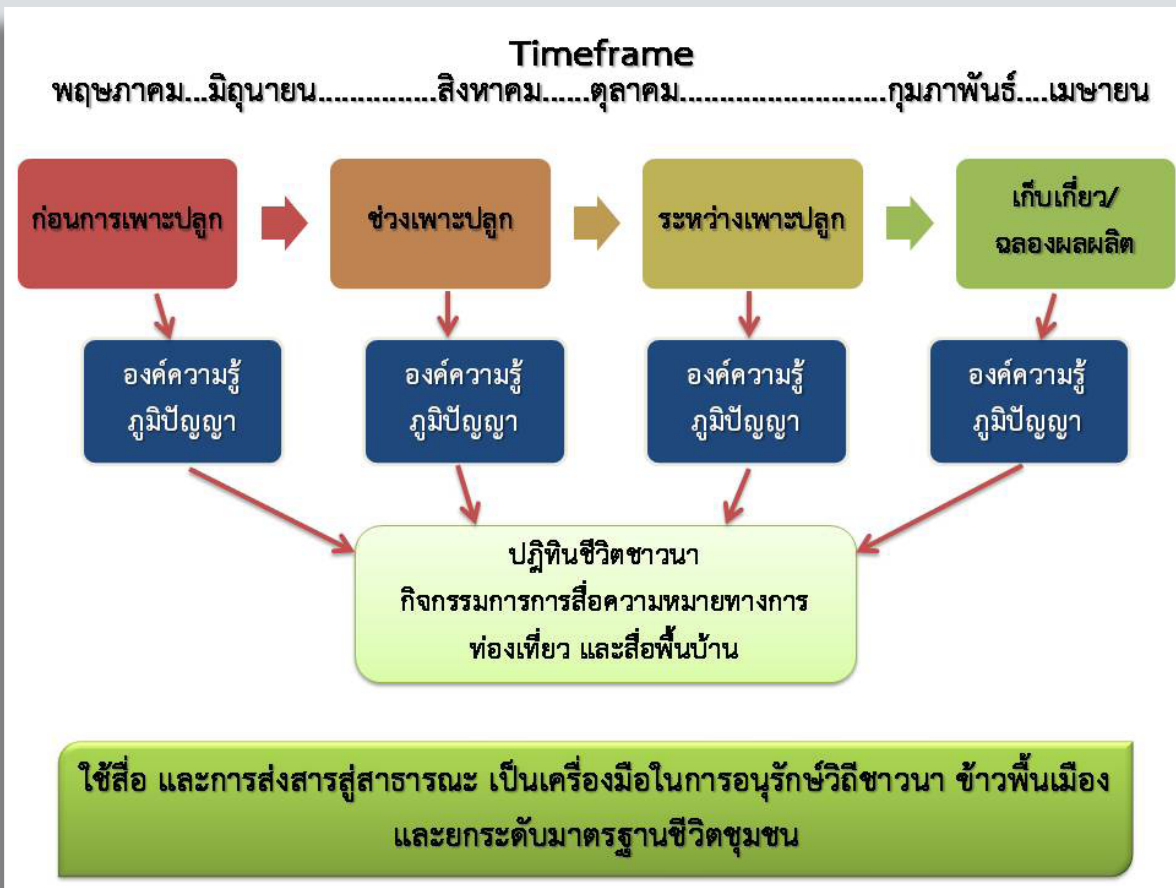 Timeframe
พฤษภาคม...มิถุนายน...............สิงหาคม......ตุลาคม..........................กุมภาพันธ์....เมษายน
ก่อนการเพาะปลูก
ช่วงเพาะปลูก
ระหว่างเพาะปลูก
เก็บเกี่ยว/
ฉลองผลผลิต
องค์ความรู้
ภูมิปัญญา
องค์ความรู้
ภูมิปัญญา
องค์ความรู้
ภูมิปัญญา
องค์ความรู้
ภูมิปัญญา
ปฎิทินชีวิตชาวนา
กิจกรรมการการสื่อความหมายทางการ
ท่องเที่ยว และสื่อพื้นบ้าน
ใช้สื่อ และการส่งสารสู่สาธารณะ เป็นเครื่องมือในการอนุรักษ์วิถีชาวนา ข้าวพื้นเมือง
และยกระดับมาตรฐานชีวิตชุมชน